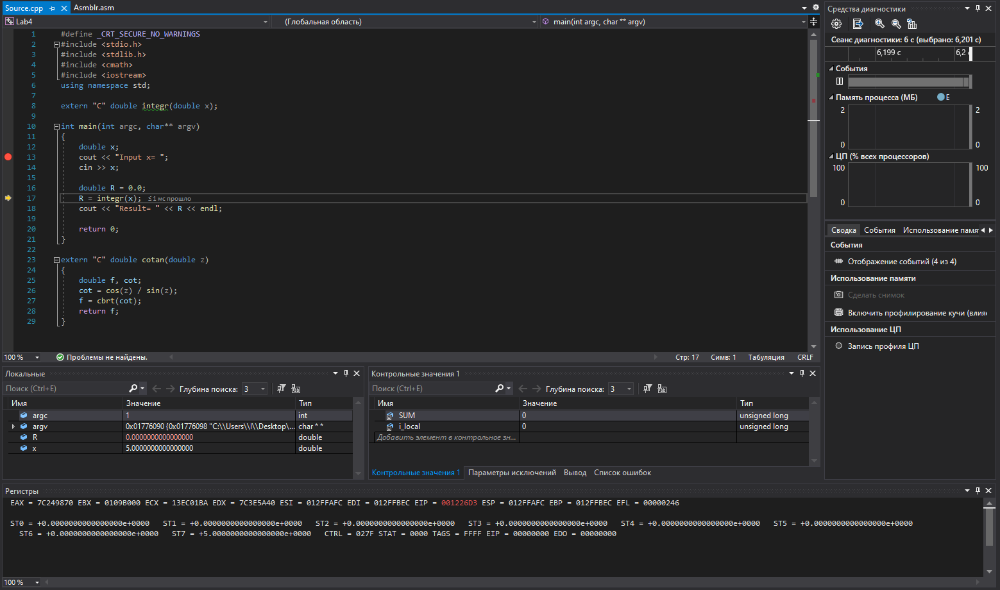 Source.cpp
Asmblr.asm
Lab4
(Глобальная область)
main(int argc, char ** argv)
1 #define _CRT_SECURE_NO_WARNINGS
2 #include <stdio.h>
3 #include <stdlib.h>
4 #include <cmath>
5 #include <iostream>
6 using namespace std;
7
8 extern "C" double integr(double x);
9
10 int main(int argc, char** argv)
11 {
12 double x;
13 cout << "Input x= ";
14 cin >> x;
15
16 double R = 0.0;
17 R = integr(x); ≤1 мс прошло
18 cout << "Result= " << R << endl;
19
20 return 0;
21 }
22
23 extern "C" double cotan(double z)
24 {
25 double f, cot;
26 cot = cos(z) / sin(z);
27 f = cbrt(cot);
28 return f;
29 }
100 % Проблемы не найдены. Стр: 17 Симв: 1 Табуляция CRLF
Локальные
Поиск (Ctrl+E) Глубина поиска: 3
Имя Значение Тип
argc 1 int
argv 0x01776090 {0x01776098 "C:\\Users\\I\\Desktop\... char * *
R 0.0000000000000000 double
x 5.0000000000000000 double
Контрольные значения 1
Поиск (Ctrl+E) Глубина поиска: 3
Имя Значение Тип
SUM 0 unsigned long
i_local 0 unsigned long
Добавить элемент в контрольное зн...
Контрольные значения 1 Параметры исключений Вывод Список ошибок
Регистры
EAX = 7C249870 EBX = 0109B000 ECX = 13EC01BA EDX = 7C3E5A40 ESI = 012FFAFC EDI = 012FFBEC EIP = 001226D3 ESP = 012FFAFC EBP = 012FFBEC EFL = 00000246
ST0 = +0.0000000000000000e+0000 ST1 = +0.0000000000000000e+0000 ST2 = +0.0000000000000000e+0000 ST3 = +0.0000000000000000e+0000 ST4 = +0.0000000000000000e+0000 ST5 = +0.0000000000000000e+0000
ST6 = +0.0000000000000000e+0000 ST7 = +5.0000000000000000e+0000 CTRL = 027F STAT = 0000 TAGS = FFFF EIP = 00000000 EDO = 00000000
100 %
Средства диагностики
Сеанс диагностики: 6 с (выбрано: 6,201 с)
6,199 с 6,2
События
Память процесса (МБ) Е
2 2
0 0
ЦП (% всех процессоров)
100 100
0 0
Сводка События Использование памя
События
Отображение событий (4 из 4)
Использование памяти
Сделать снимок
Включить профилирование кучи (влия
Использование ЦП
Запись профиля ЦП